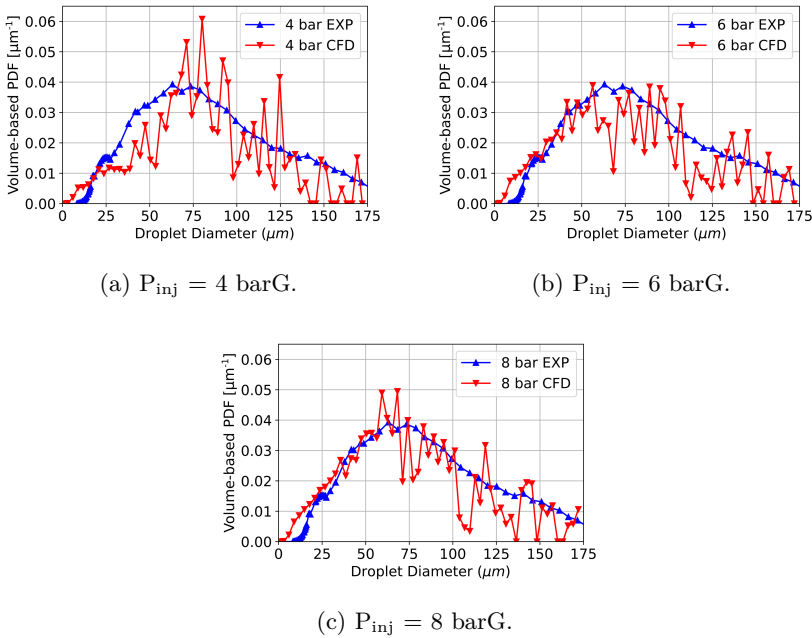 Volume-based PDF [μm⁻¹]
0.06
0.05
0.04
0.03
0.02
0.01
0.00
4 bar EXP
4 bar CFD
0 25 50 75 100 125 150 175
Droplet Diameter (μm)
(a) P_inj = 4 barG.
Volume-based PDF [μm⁻¹]
0.06
0.05
0.04
0.03
0.02
0.01
0.00
6 bar EXP
6 bar CFD
0 25 50 75 100 125 150 175
Droplet Diameter (μm)
(b) P_inj = 6 barG.
Volume-based PDF [μm⁻¹]
0.06
0.05
0.04
0.03
0.02
0.01
0.00
8 bar EXP
8 bar CFD
0 25 50 75 100 125 150 175
Droplet Diameter (μm)
(c) P_inj = 8 barG.